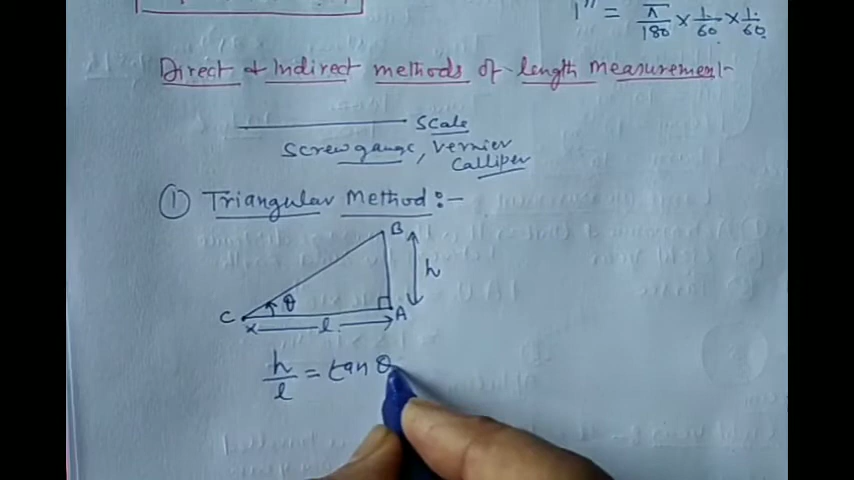 1" = π/180 × 1/60 × 1/60
Direct & Indirect methods of length measurement-
scale
screw gauge, vernier
Calliper
① Triangular Method:-
B
h
θ
C
A
l
h/l = tan θ